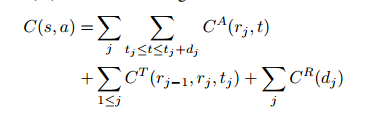 C(s, a) = ∑_j ∑_{t_j≤t≤t_j+d_j} C^A(r_j, t)
+ ∑_{1≤j} C^T(r_{j−1}, r_j, t_j) + ∑_j C^R(d_j)